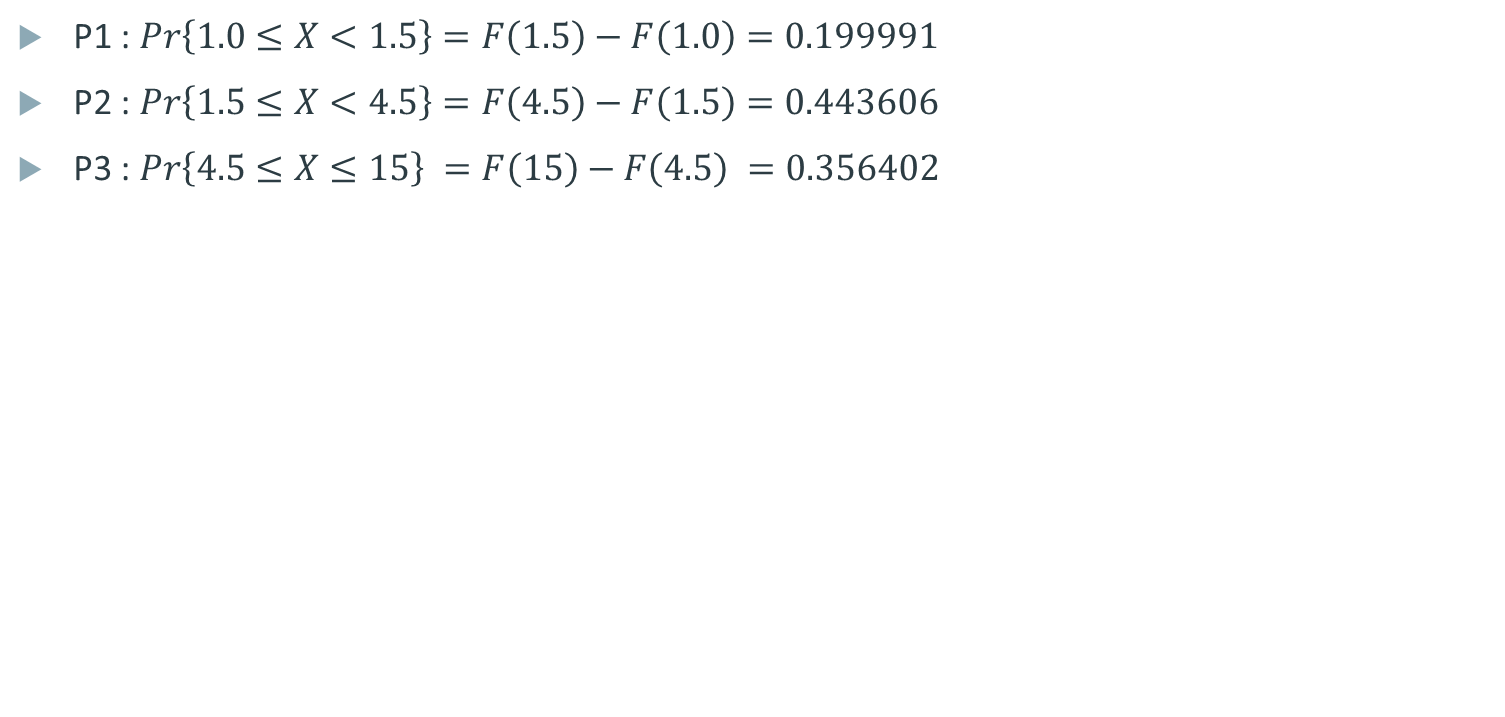 P1 : Pr{1.0 ≤ X < 1.5} = F(1.5) − F(1.0) = 0.199991
P2 : Pr{1.5 ≤ X < 4.5} = F(4.5) − F(1.5) = 0.443606
P3 : Pr{4.5 ≤ X ≤ 15} = F(15) − F(4.5) = 0.356402